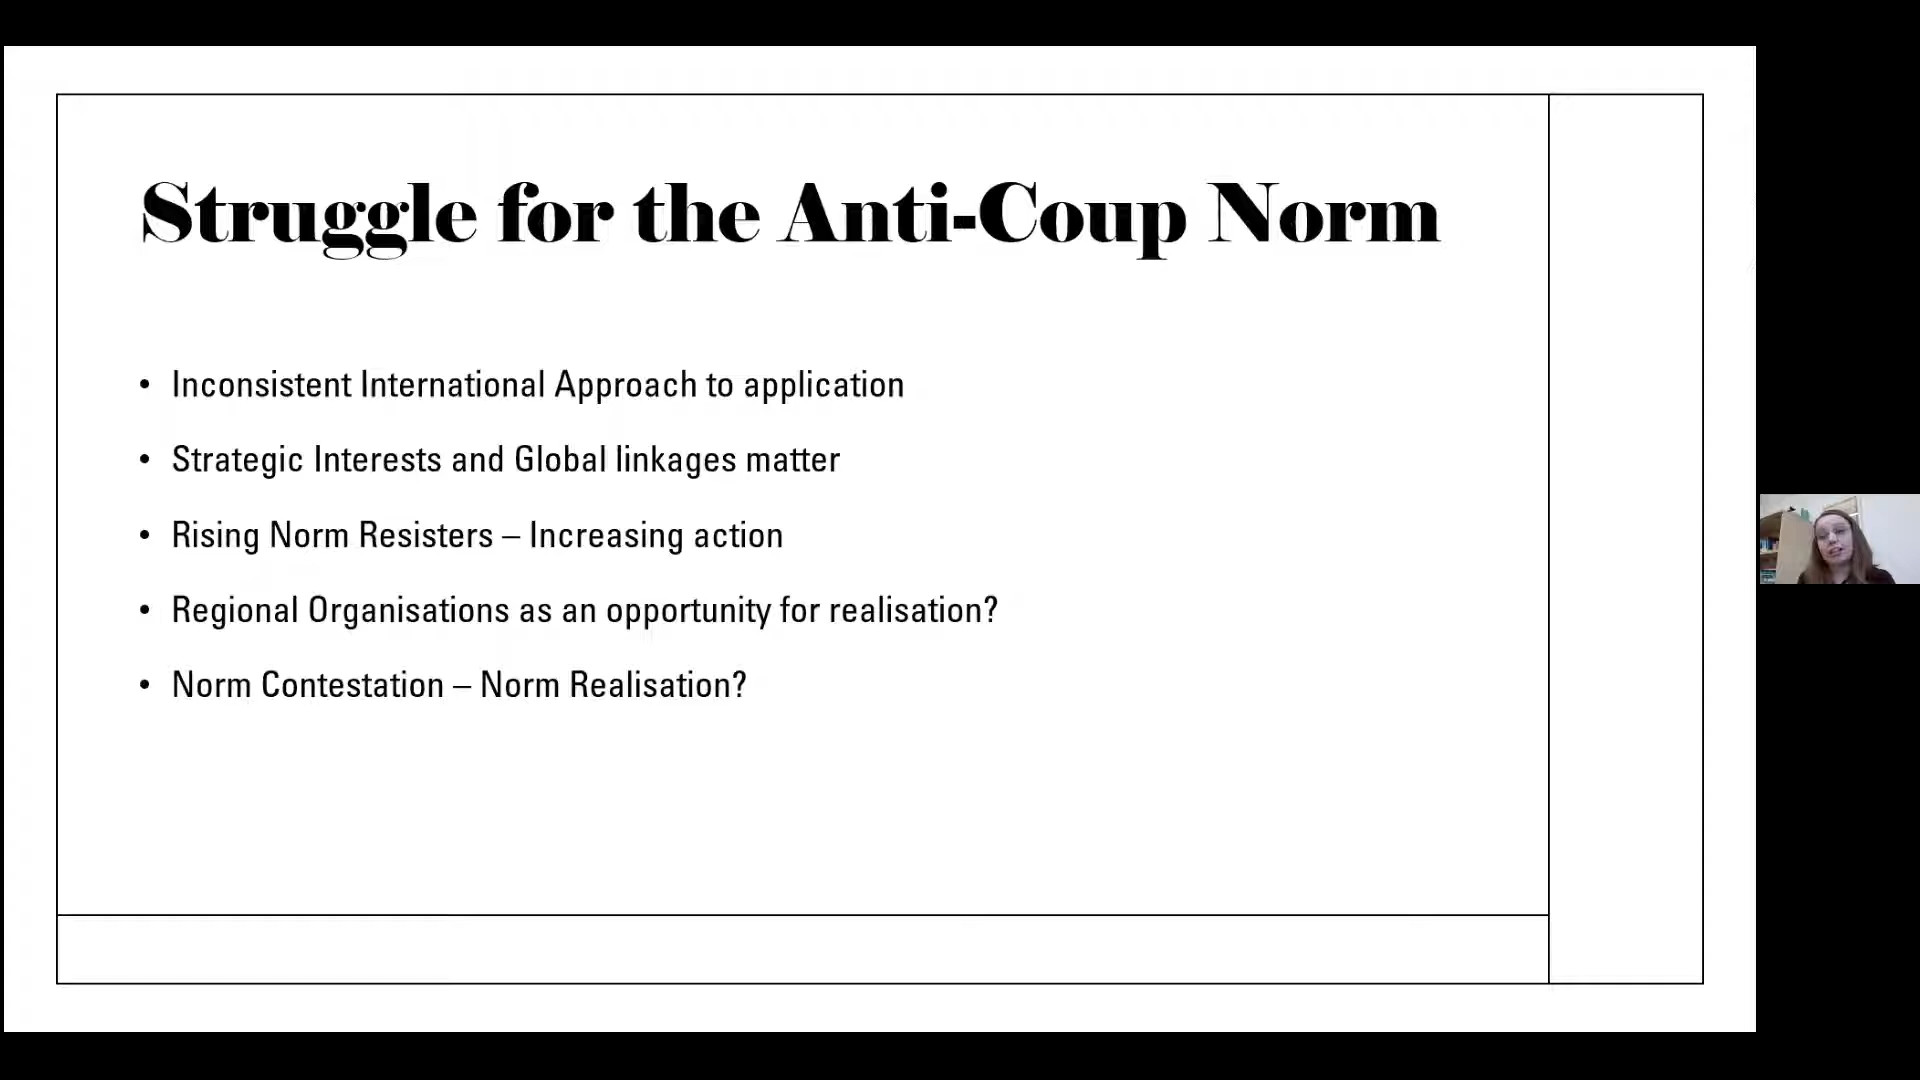 Struggle for the Anti-Coup Norm
• Inconsistent International Approach to application
• Strategic Interests and Global linkages matter
• Rising Norm Resisters – Increasing action
• Regional Organisations as an opportunity for realisation?
• Norm Contestation – Norm Realisation?